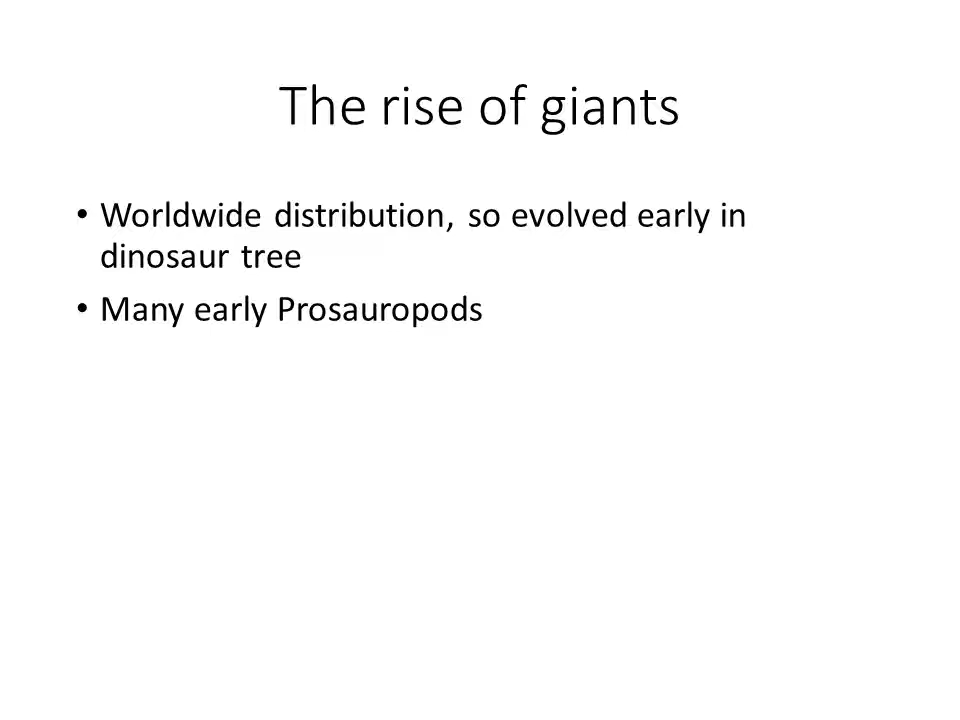 The rise of giants
• Worldwide distribution, so evolved early in
dinosaur tree
• Many early Prosauropods